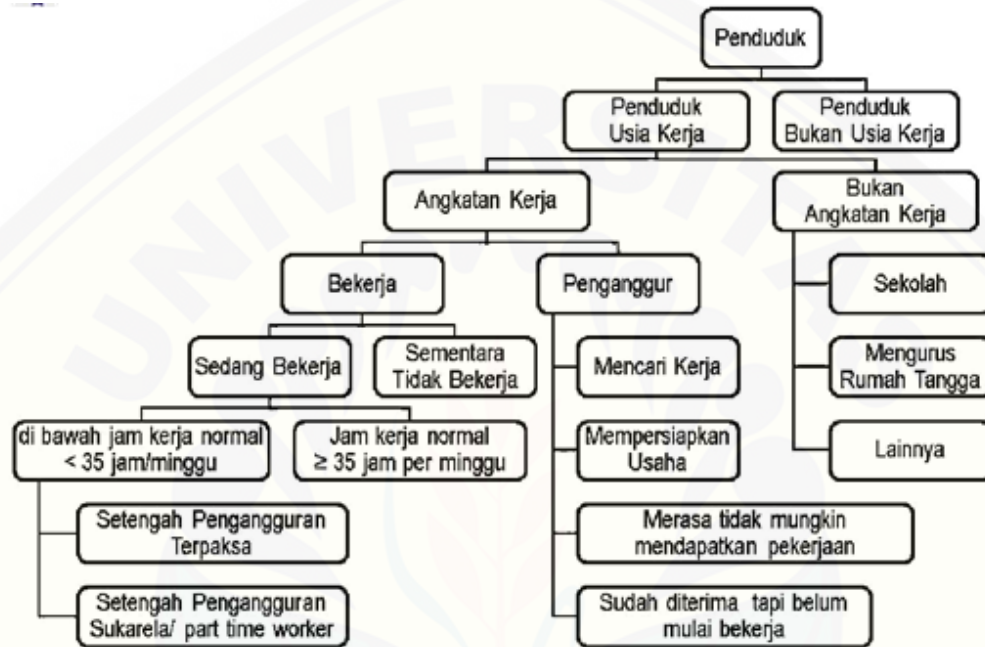 Penduduk
Penduduk
Usia Kerja
Penduduk
Bukan Usia Kerja
Angkatan Kerja
Bukan
Angkatan Kerja
Bekerja
Penganggur
Sekolah
Sedang Bekerja
Sementara
Tidak Bekerja
Mencari Kerja
Mengurus
Rumah Tangga
di bawah jam kerja normal
< 35 jam/minggu
Jam kerja normal
≥ 35 jam per minggu
Mempersiapkan
Usaha
Lainnya
Setengah Pengangguran
Terpaksa
Merasa tidak mungkin
mendapatkan pekerjaan
Setengah Pengangguran
Sukarela/ part time worker
Sudah diterima tapi belum
mulai bekerja
UNIVERSITAS